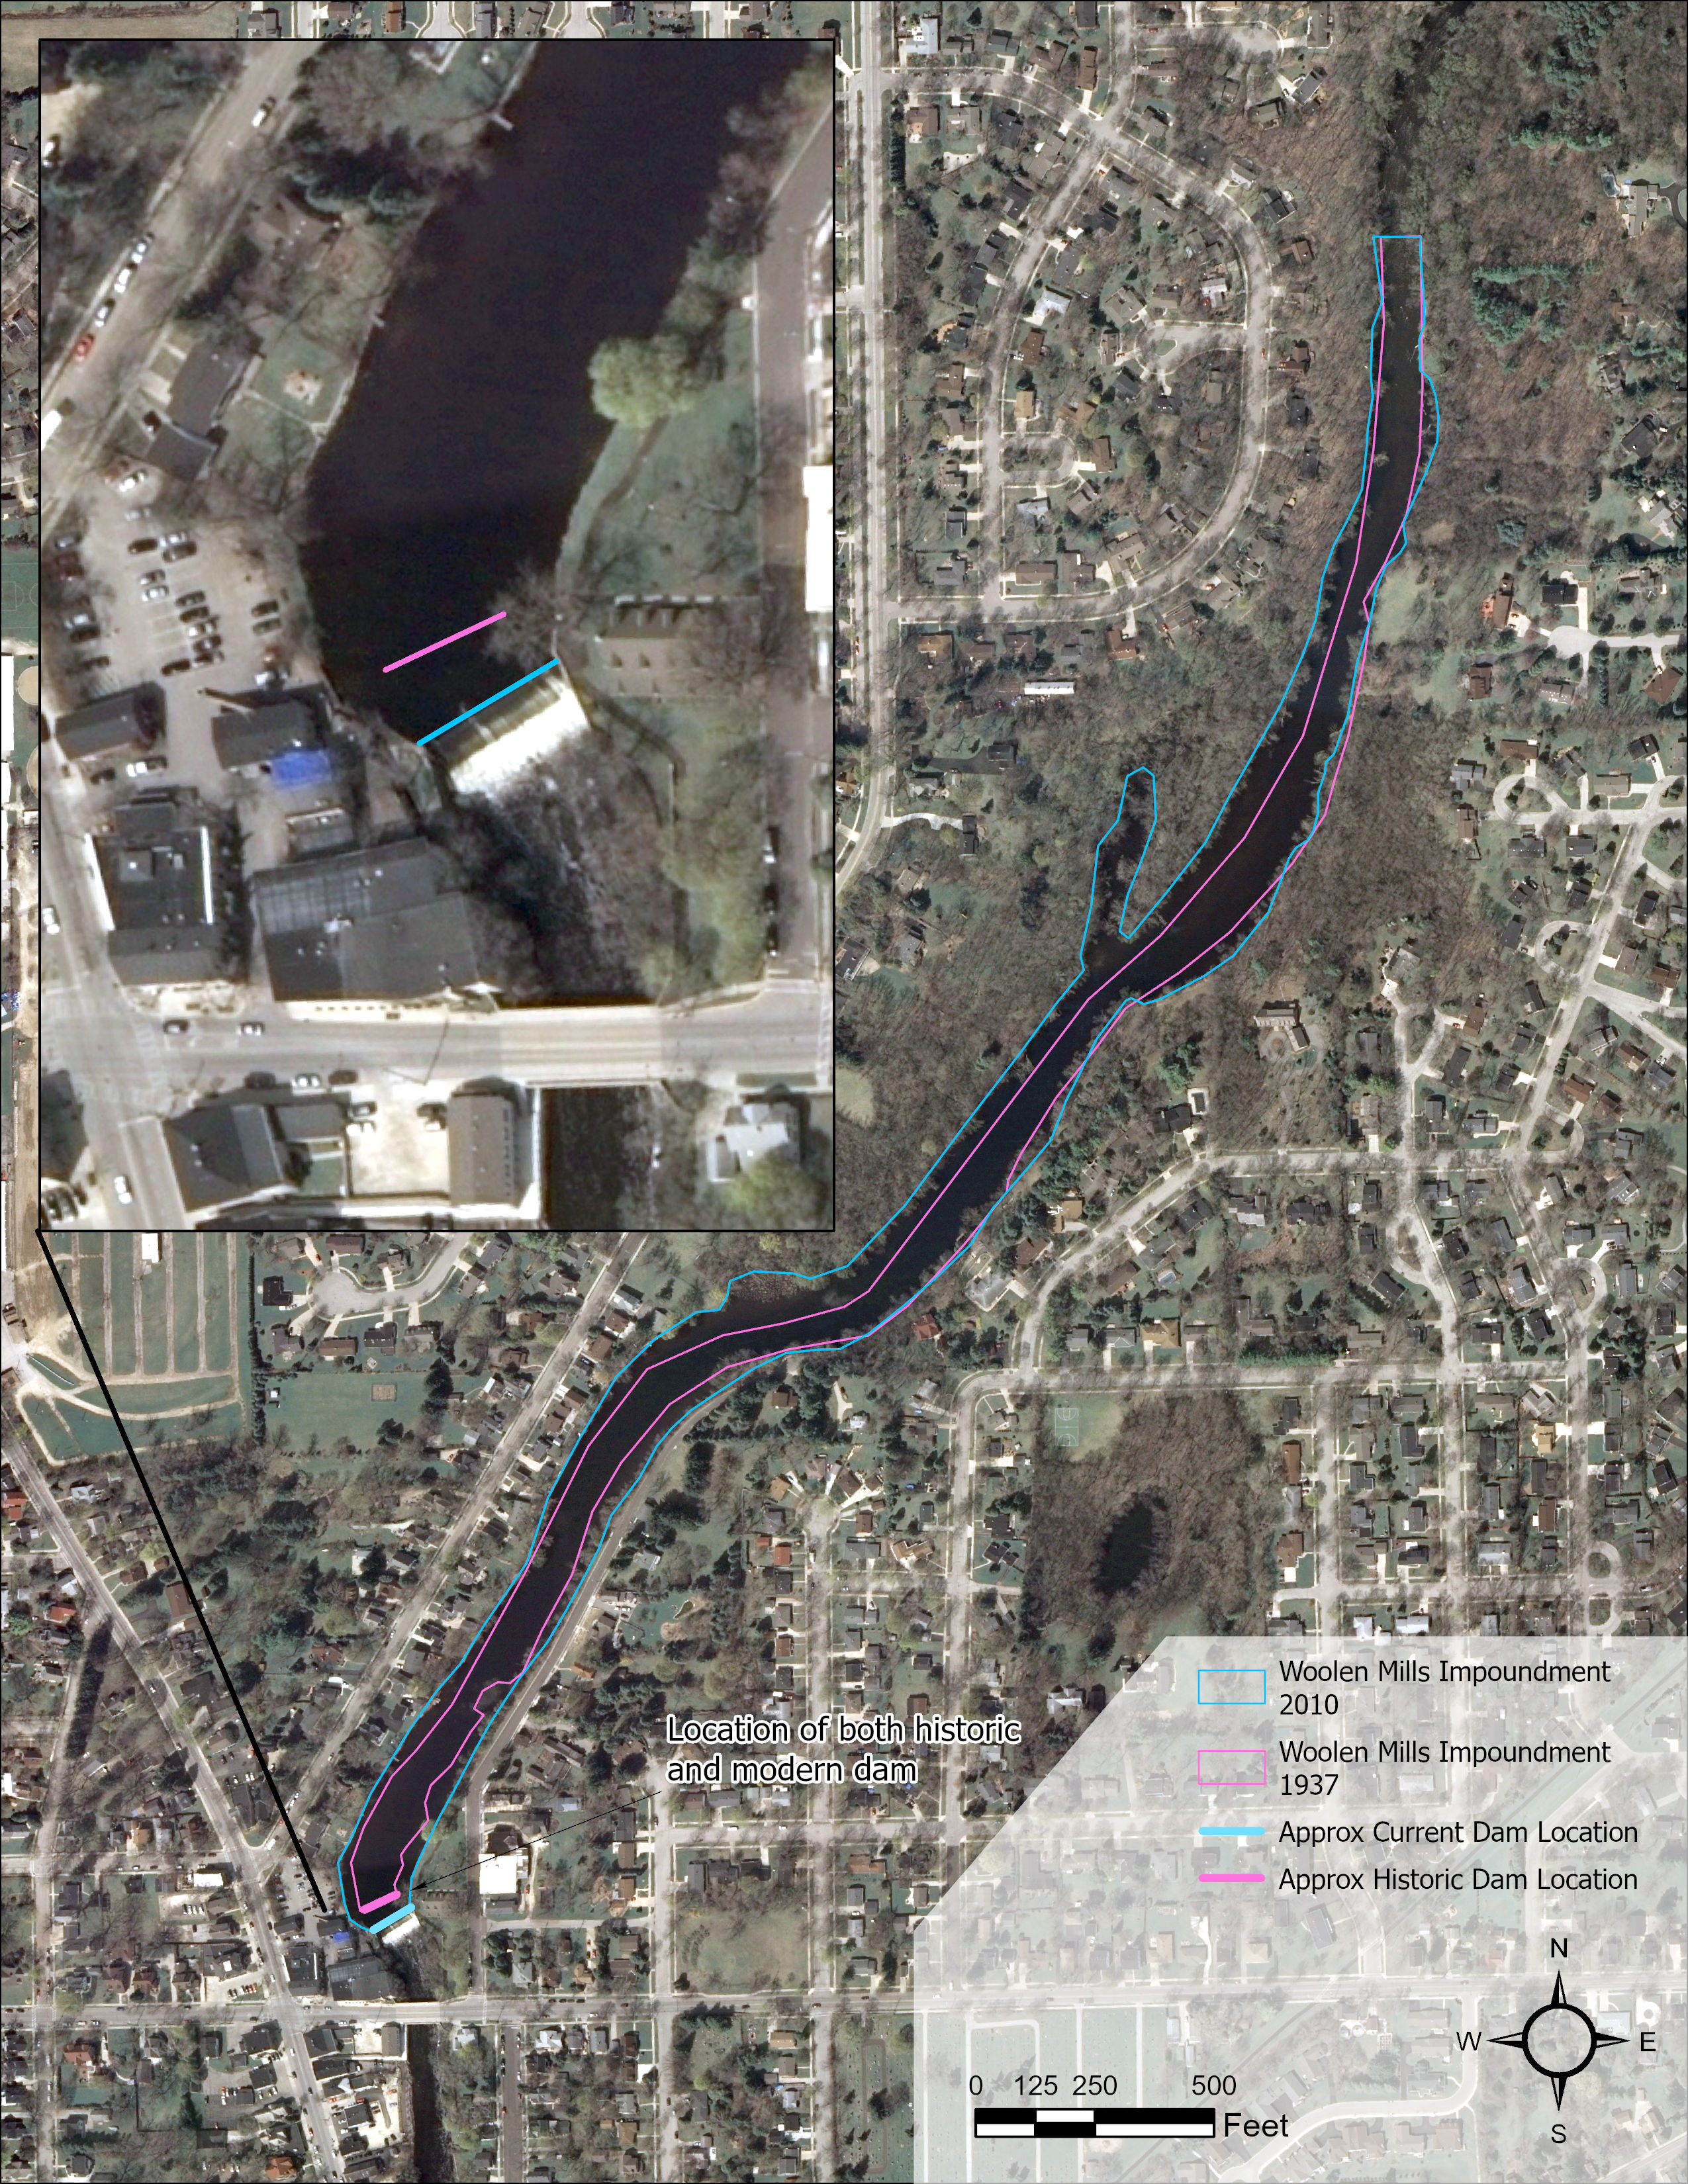 Location of both historic
and modern dam
Woolen Mills Impoundment
2010
Woolen Mills Impoundment
1937
Approx Current Dam Location
Approx Historic Dam Location
N
W E
S
0 125 250 500
Feet